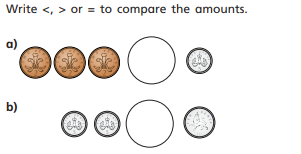 Write <, > or = to compare the amounts.
a)
b)